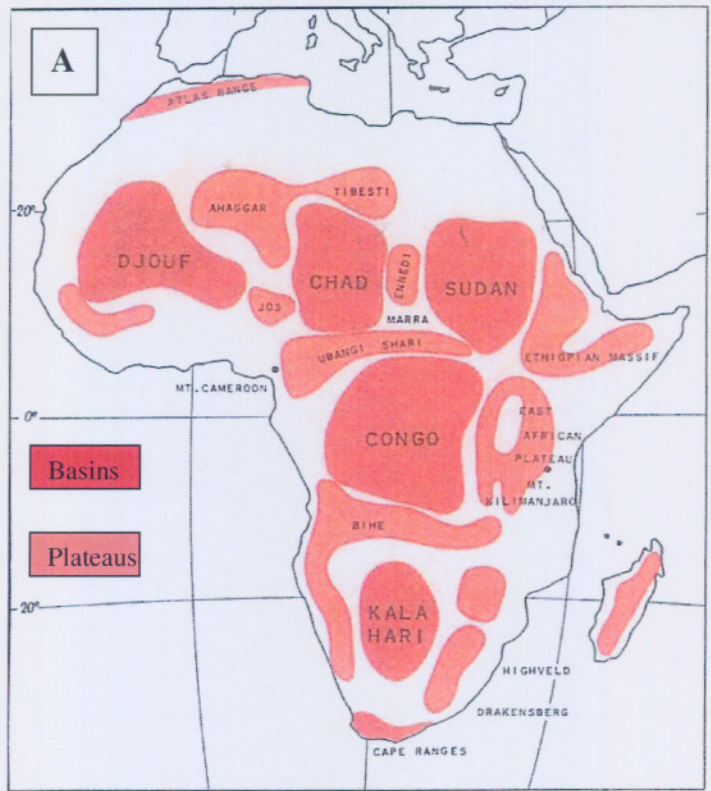 A
ATLAS RANGE
TIBESTI
20°
AHAGGAR
DJOUF
CHAD
ENNEDI
SUDAN
JOS
MARRA
UBANGI SHARI
ETHIOPIAN MASSIF
MT. CAMEROON
0°
EAST
AFRICAN
PLATEAU
CONGO
Basins
MT.
KILIMANJARO
BIHE
Plateaus
20°
KALA
HARI
HIGHVELD
DRAKENSBERG
CAPE RANGES